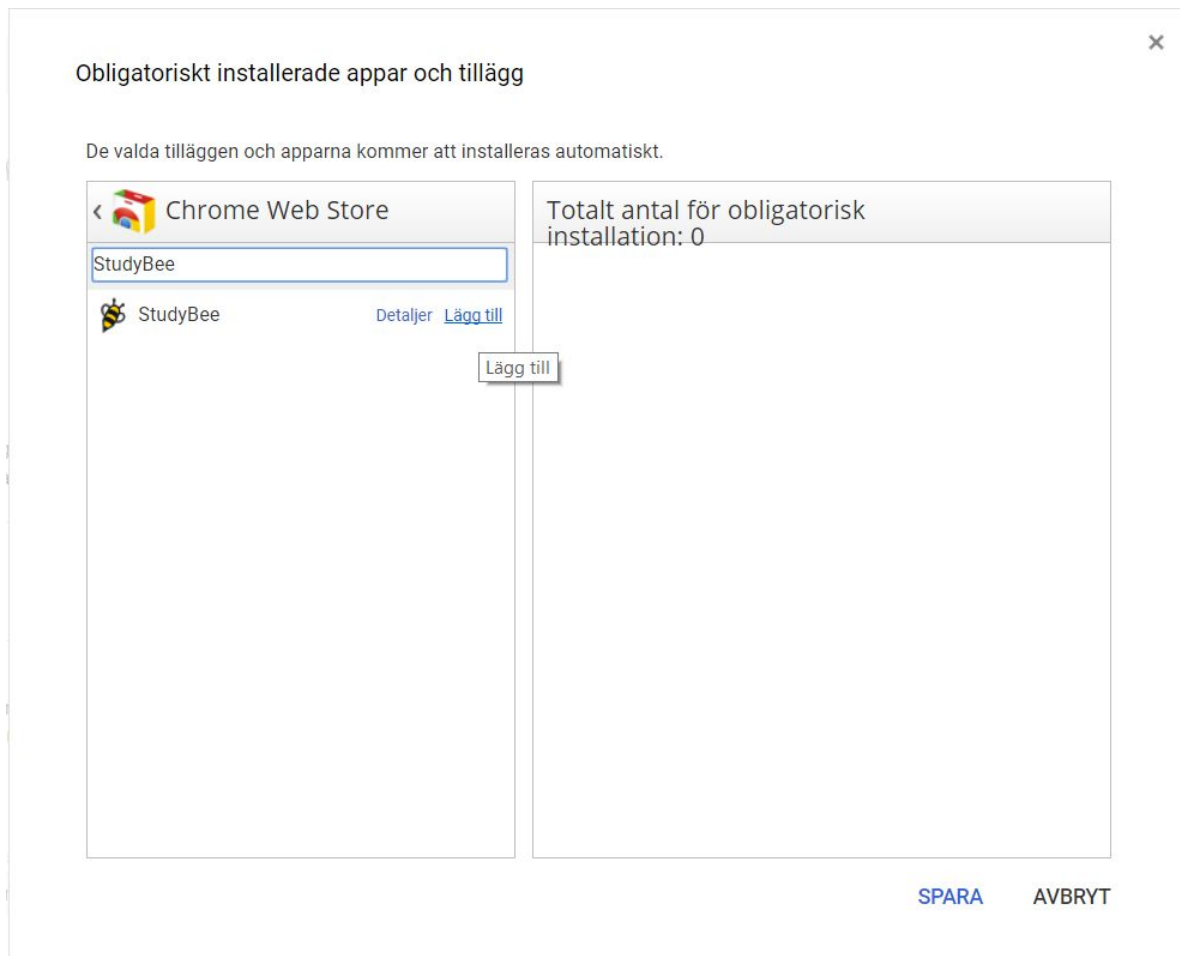 Obligatoriskt installerade appar och tillägg
De valda tilläggen och apparna kommer att installeras automatiskt.
Chrome Web Store
StudyBee
StudyBee Detaljer Lägg till
Lägg till
Totalt antal för obligatorisk
installation: 0
SPARA AVBRYT